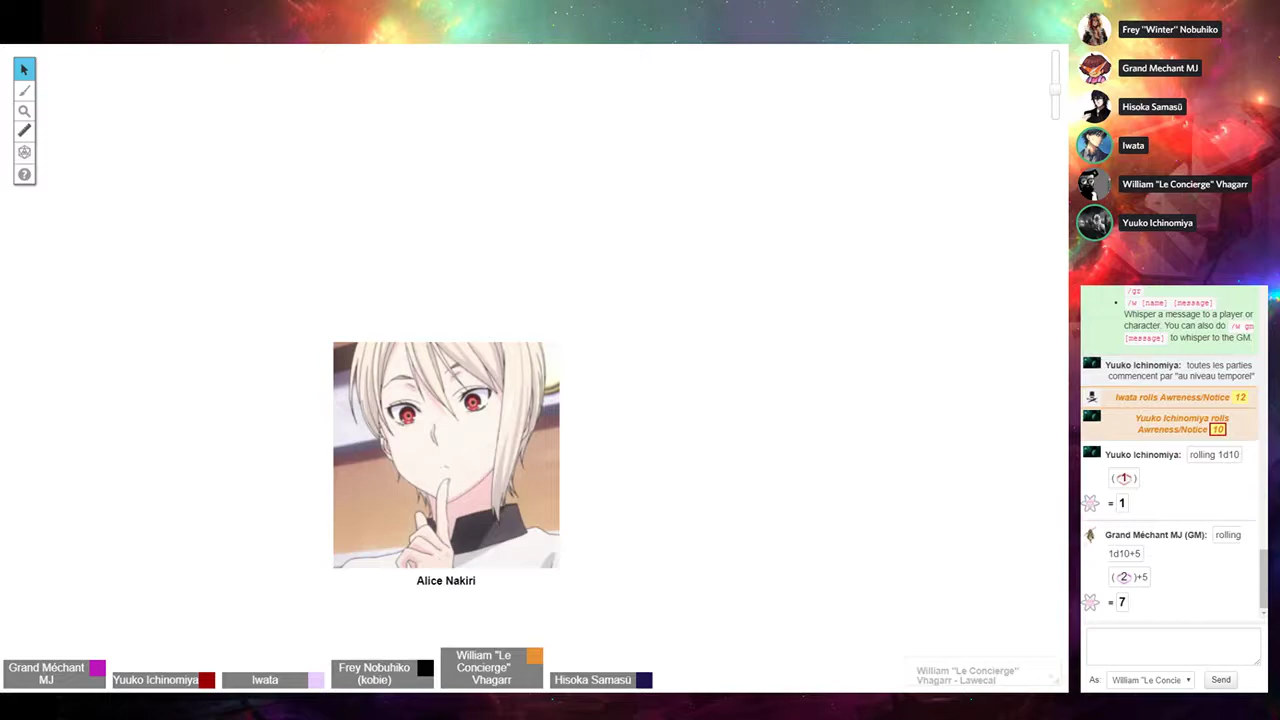 Frey "Winter" Nobuhiko
Grand Mechant MJ
Hisoka Samasū
Iwata
William "Le Concierge" Vhagarr
Yuuko Ichinomiya
/gr
/w [name] [message]
Whisper a message to a player or
character. You can also do /w gm
[message] to whisper to the GM.
Yuuko Ichinomiya: toutes les parties
commencent par "au niveau temporel"
Iwata rolls Awreness/Notice 12
Yuuko Ichinomiya rolls
Awreness/Notice 10
Yuuko Ichinomiya: rolling 1d10
(1)
= 1
Grand Méchant MJ (GM): rolling
1d10+5
(2)+5
= 7
As: William "Le Concie
Send
Alice Nakiri
Grand Méchant
MJ
Yuuko Ichinomiya
Iwata
Frey Nobuhiko
(kobie)
William "Le
Concierge"
Vhagarr
Hisoka Samasū
William "Le Concierge"
Vhagarr - Lawecal